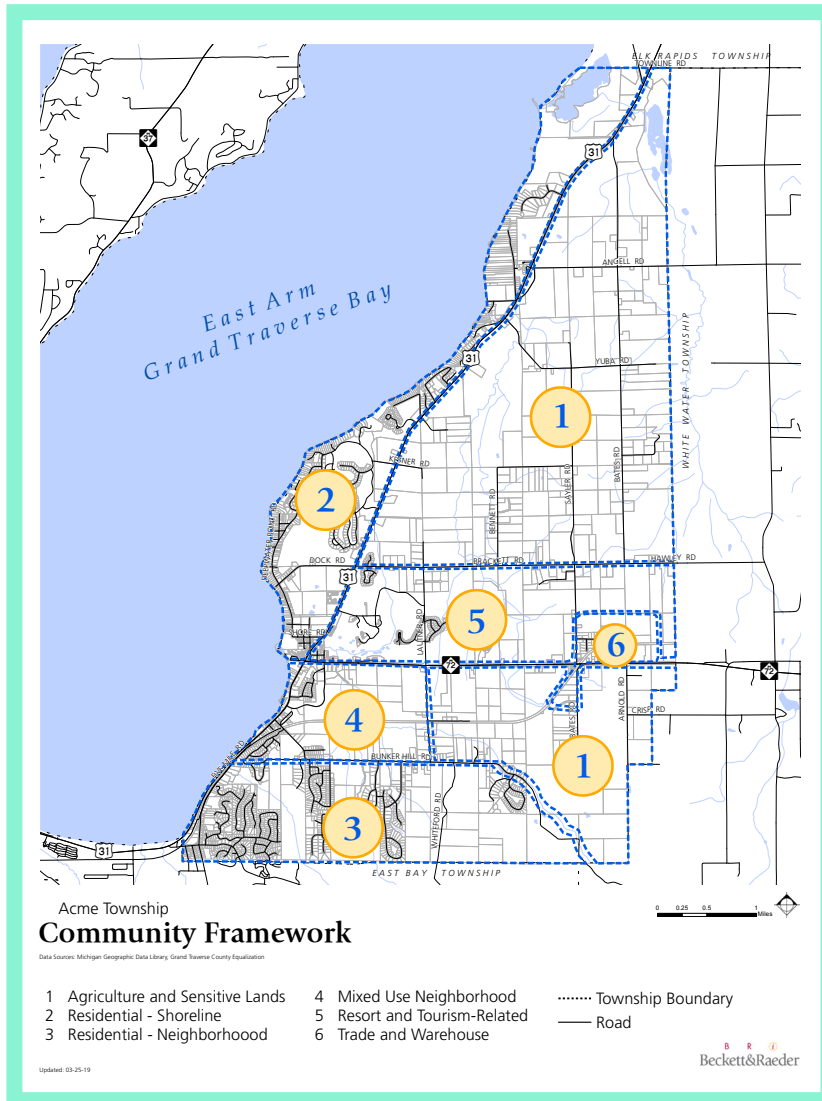 ELK RAPIDS TOWNSHIP
TOWNLINE RD
37
31
ANGELL RD
East Arm
Grand Traverse Bay
WHITE WATER TOWNSHIP
31
YUBA RD
1
KESNER RD
BATES RD
SAYLER RD
BENNETT RD
2
DOCK RD
BRACKETT RD
HAWLEY RD
31
5
LAUTNER RD
6
SHORE RD
72
72
ARNOLD RD
4
BATES RD
CRISP RD
BUNKER HILL RD
1
3
WHITEFORD RD
31
EAST BAY TOWNSHIP
Acme Township
Community Framework
Data Sources: Michigan Geographic Data Library, Grand Traverse County Equalization
0 0.25 0.5 1
Miles
1 Agriculture and Sensitive Lands
2 Residential - Shoreline
3 Residential - Neighborhoood
4 Mixed Use Neighborhood
5 Resort and Tourism-Related
6 Trade and Warehouse
Township Boundary
Road
B R i
Beckett&Raeder
Updated: 03-25-19